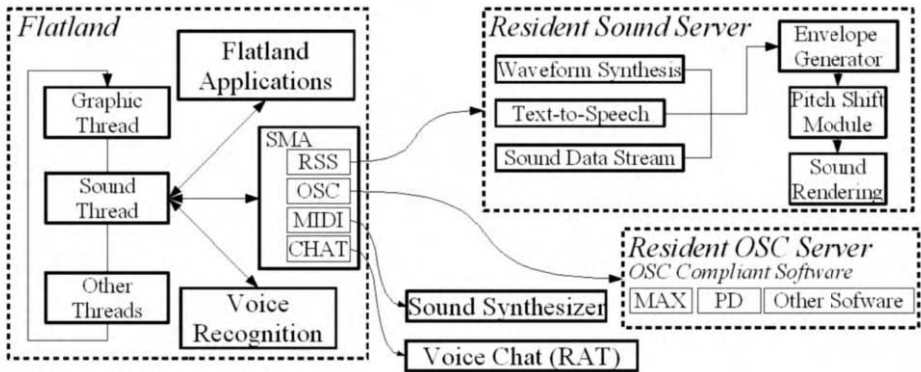 Flatland
Flatland
Applications
Graphic
Thread
Sound
Thread
Other
Threads
SMA
RSS
OSC
MIDI
CHAT
Voice
Recognition
Resident Sound Server
Waveform Synthesis
Text-to-Speech
Sound Data Stream
Envelope
Generator
Pitch Shift
Module
Sound
Rendering
Resident OSC Server
OSC Compliant Software
MAX
PD
Other Sofware
Sound Synthesizer
Voice Chat (RAT)